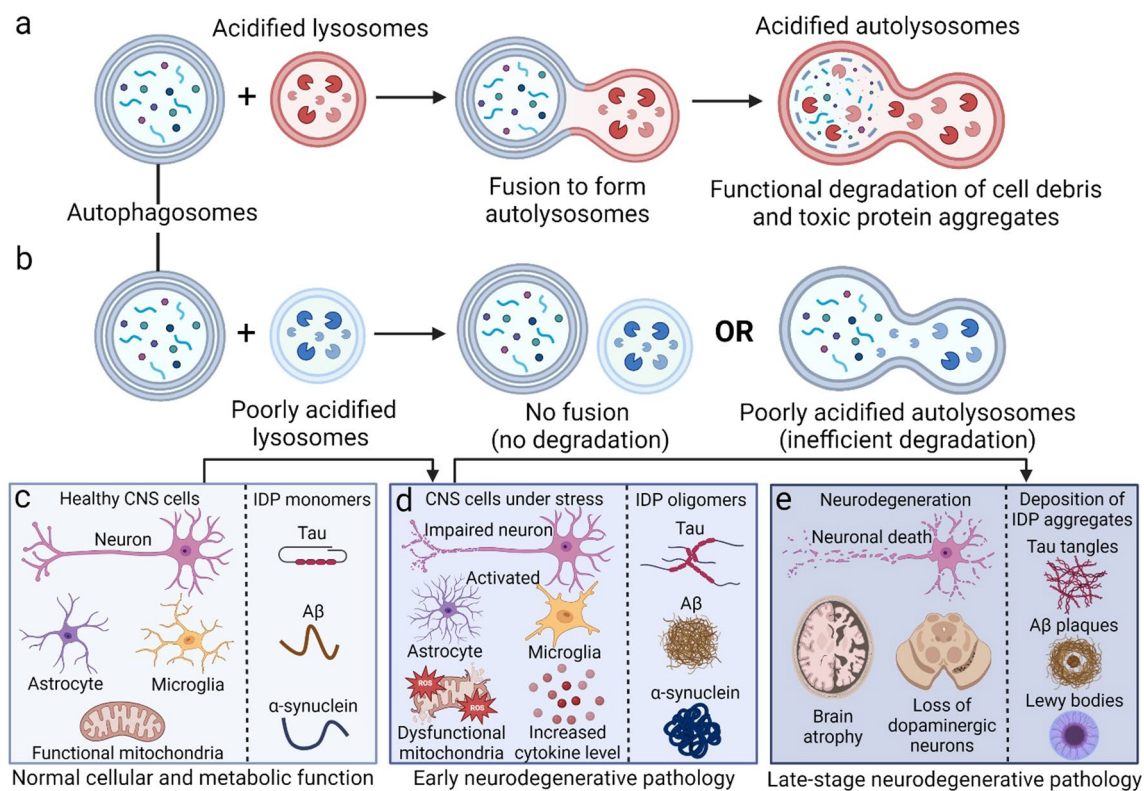 a
Acidified lysosomes
Acidified autolysosomes
+
Fusion to form
autolysosomes
Functional degradation of cell debris
and toxic protein aggregates
Autophagosomes
b
+
OR
Poorly acidified
lysosomes
No fusion
(no degradation)
Poorly acidified autolysosomes
(inefficient degradation)
c
Healthy CNS cells
IDP monomers
Neuron
Tau
Aβ
Astrocyte
Microglia
α-synuclein
Functional mitochondria
Normal cellular and metabolic function
d
CNS cells under stress
IDP oligomers
Impaired neuron
Tau
Activated
Aβ
Astrocyte
Microglia
ROS
ROS
α-synuclein
Dysfunctional
mitochondria
Increased
cytokine level
Early neurodegenerative pathology
e
Neurodegeneration
Deposition of
IDP aggregates
Neuronal death
Tau tangles
Aβ plaques
Lewy bodies
Brain
atrophy
Loss of
dopaminergic
neurons
Late-stage neurodegenerative pathology